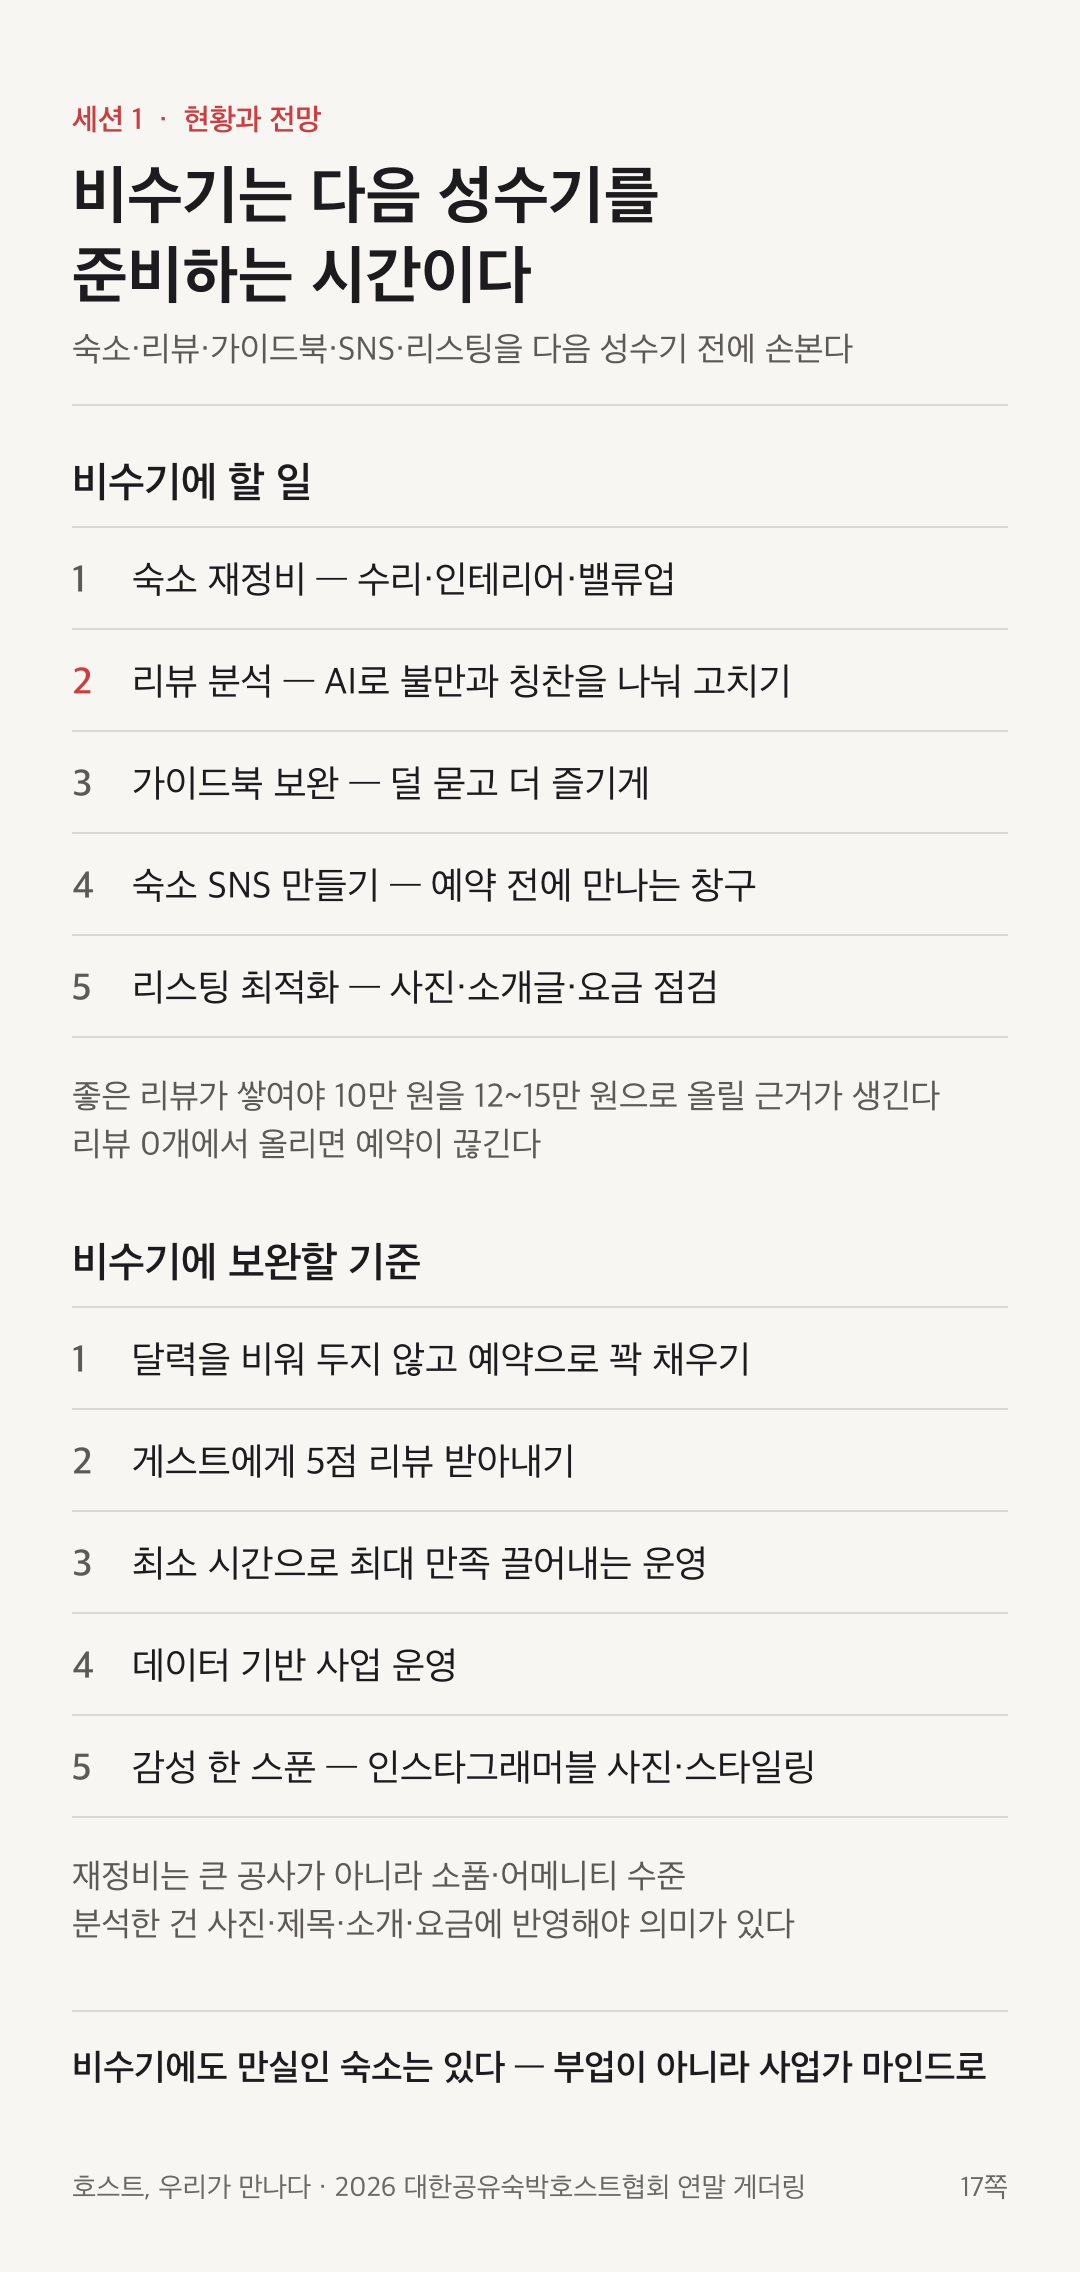 세션 1 · 현황과 전망
비수기는 다음 성수기를
준비하는 시간이다
숙소·리뷰·가이드북·SNS·리스팅을 다음 성수기 전에 손본다
비수기에 할 일
1 숙소 재정비 — 수리·인테리어·밸류업
2 리뷰 분석 — AI로 불만과 칭찬을 나눠 고치기
3 가이드북 보완 — 덜 묻고 더 즐기게
4 숙소 SNS 만들기 — 예약 전에 만나는 창구
5 리스팅 최적화 — 사진·소개글·요금 점검
좋은 리뷰가 쌓여야 10만 원을 12~15만 원으로 올릴 근거가 생긴다
리뷰 0개에서 올리면 예약이 끊긴다
비수기에 보완할 기준
1 달력을 비워 두지 않고 예약으로 꽉 채우기
2 게스트에게 5점 리뷰 받아내기
3 최소 시간으로 최대 만족 끌어내는 운영
4 데이터 기반 사업 운영
5 감성 한 스푼 — 인스타그래머블 사진·스타일링
재정비는 큰 공사가 아니라 소품·어메니티 수준
분석한 건 사진·제목·소개·요금에 반영해야 의미가 있다
비수기에도 만실인 숙소는 있다 — 부업이 아니라 사업가 마인드로
호스트, 우리가 만나다 · 2026 대한공유숙박호스트협회 연말 게더링 17쪽